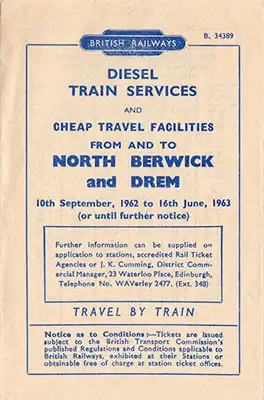 B. 34389
BRITISH RAILWAYS
DIESEL
TRAIN SERVICES
AND
CHEAP TRAVEL FACILITIES
FROM AND TO
NORTH BERWICK
and DREM
10th September, 1962 to 16th June, 1963
(or until further notice)
Further information can be supplied on
application to stations, accredited Rail Ticket
Agencies or J. K. Cumming, District Comm-
ercial Manager, 23 Waterloo Place, Edinburgh,
Telephone No. WAVerley 2477. (Ext. 348)
TRAVEL BY TRAIN
Notice as to Conditions:—Tickets are issued
subject to the British Transport Commission's
published Regulations and Conditions applicable to
British Railways, exhibited at their Stations or
obtainable free of charge at station ticket offices.